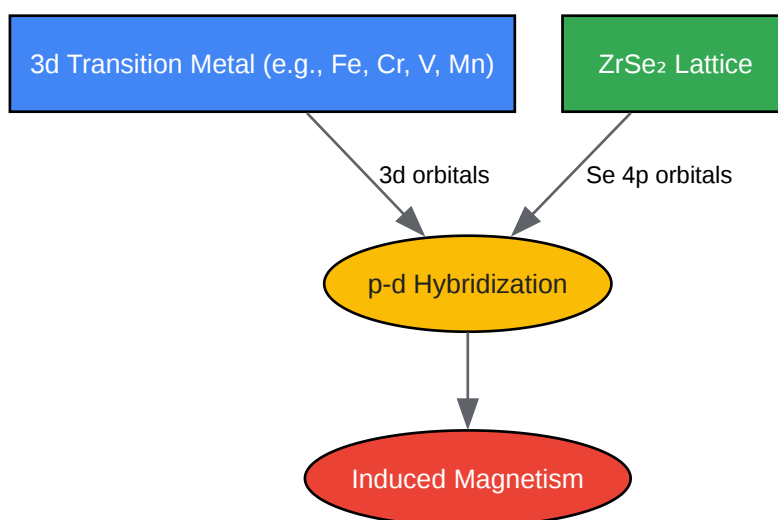 3d Transition Metal (e.g., Fe, Cr, V, Mn)
ZrSe₂ Lattice
3d orbitals
Se 4p orbitals
p-d Hybridization
Induced Magnetism